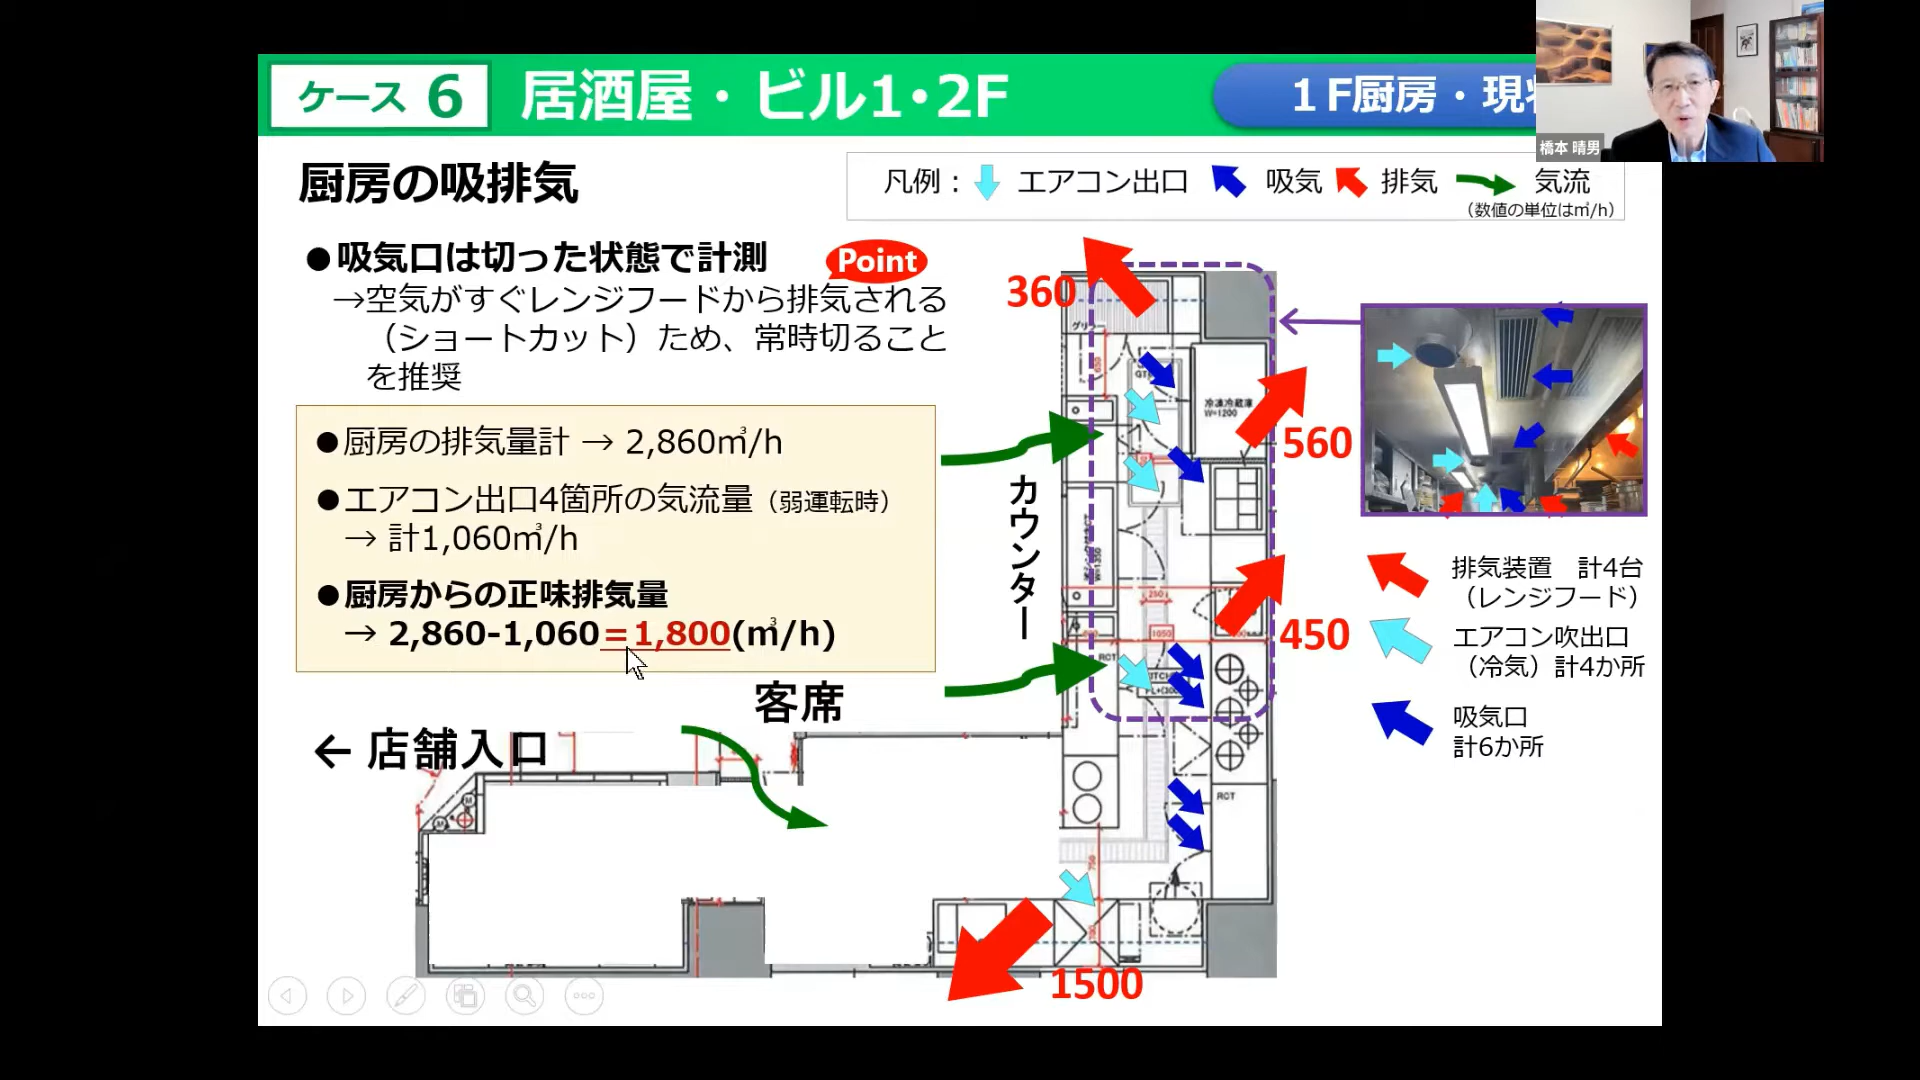 ケース 6
居酒屋・ビル1・2F
1F厨房・現
橋本 晴男
厨房の吸排気
凡例：
エアコン出口
吸気
排気
気流
（数値の単位は㎥/h）
●吸気口は切った状態で計測
Point
→空気がすぐレンジフードから排気される
（ショートカット）ため、常時切ること
を推奨
●厨房の排気量計 → 2,860㎥/h
●エアコン出口4箇所の気流量（弱運転時）
→ 計1,060㎥/h
●厨房からの正味排気量
→ 2,860-1,060＝1,800(㎥/h)
客席
← 店舗入口
カウンター
360
560
450
1500
冷凍冷蔵庫
W=1200
RCT
RCT
250
1050
排気装置　計4台
（レンジフード）
エアコン吹出口
（冷気）計4か所
吸気口
計6か所